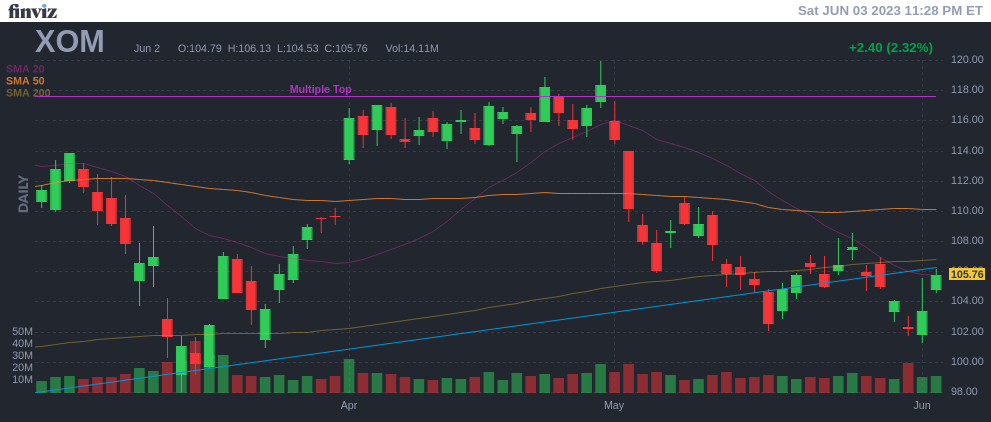 finviz
Sat JUN 03 2023 11:28 PM ET
XOM
Jun 2 O:104.79 H:106.13 L:104.53 C:105.76 Vol:14.11M
+2.40 (2.32%)
SMA 20
SMA 50
SMA 200
Multiple Top
DAILY
120.00
118.00
116.00
114.00
112.00
110.00
108.00
105.76
104.00
102.00
100.00
98.00
50M
40M
30M
20M
10M
Apr May Jun